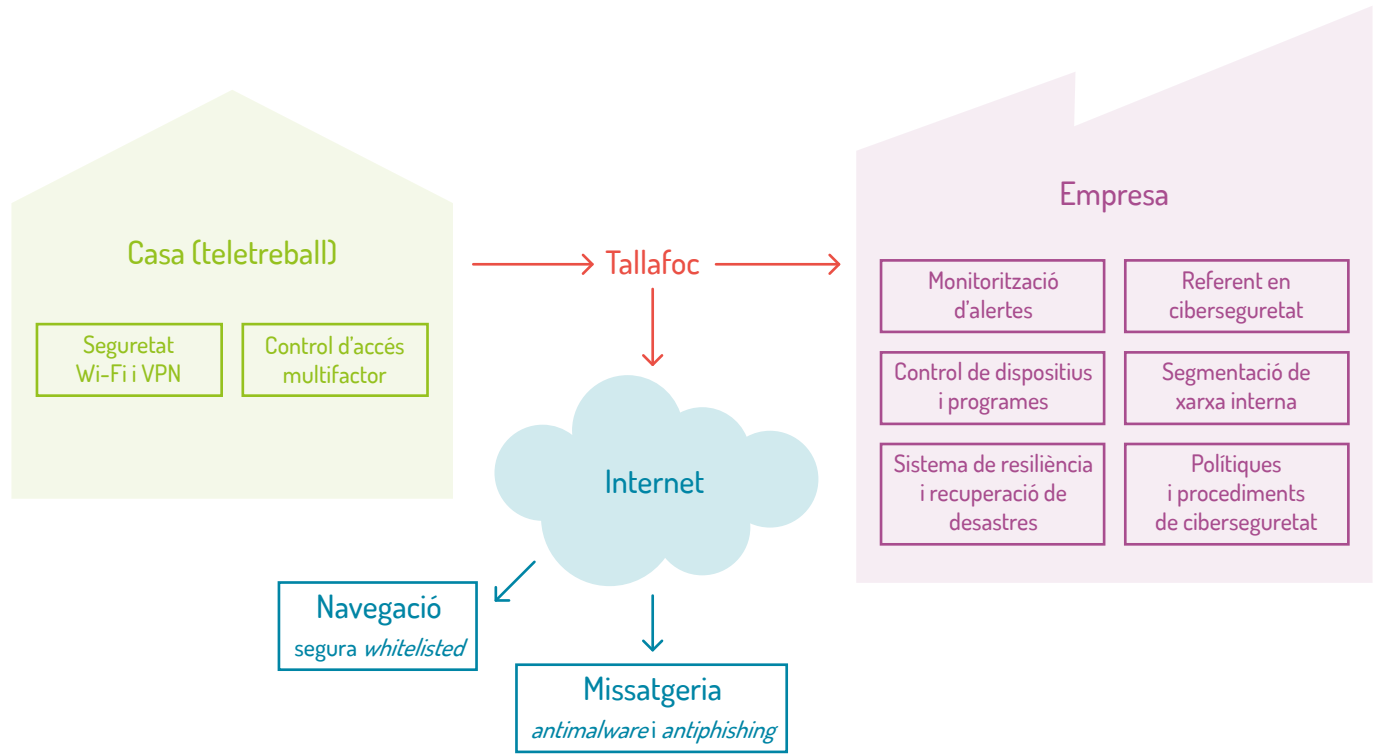 Casa (teletreball)
Seguretat
Wi-Fi i VPN
Control d'accés
multifactor
Tallafoc
Internet
Navegació
segura whitelisted
Missatgeria
antimalware i antiphishing
Empresa
Monitorització
d'alertes
Referent en
ciberseguretat
Control de dispositius
i programes
Segmentació de
xarxa interna
Sistema de resiliència
i recuperació de
desastres
Polítiques
i procediments
de ciberseguretat